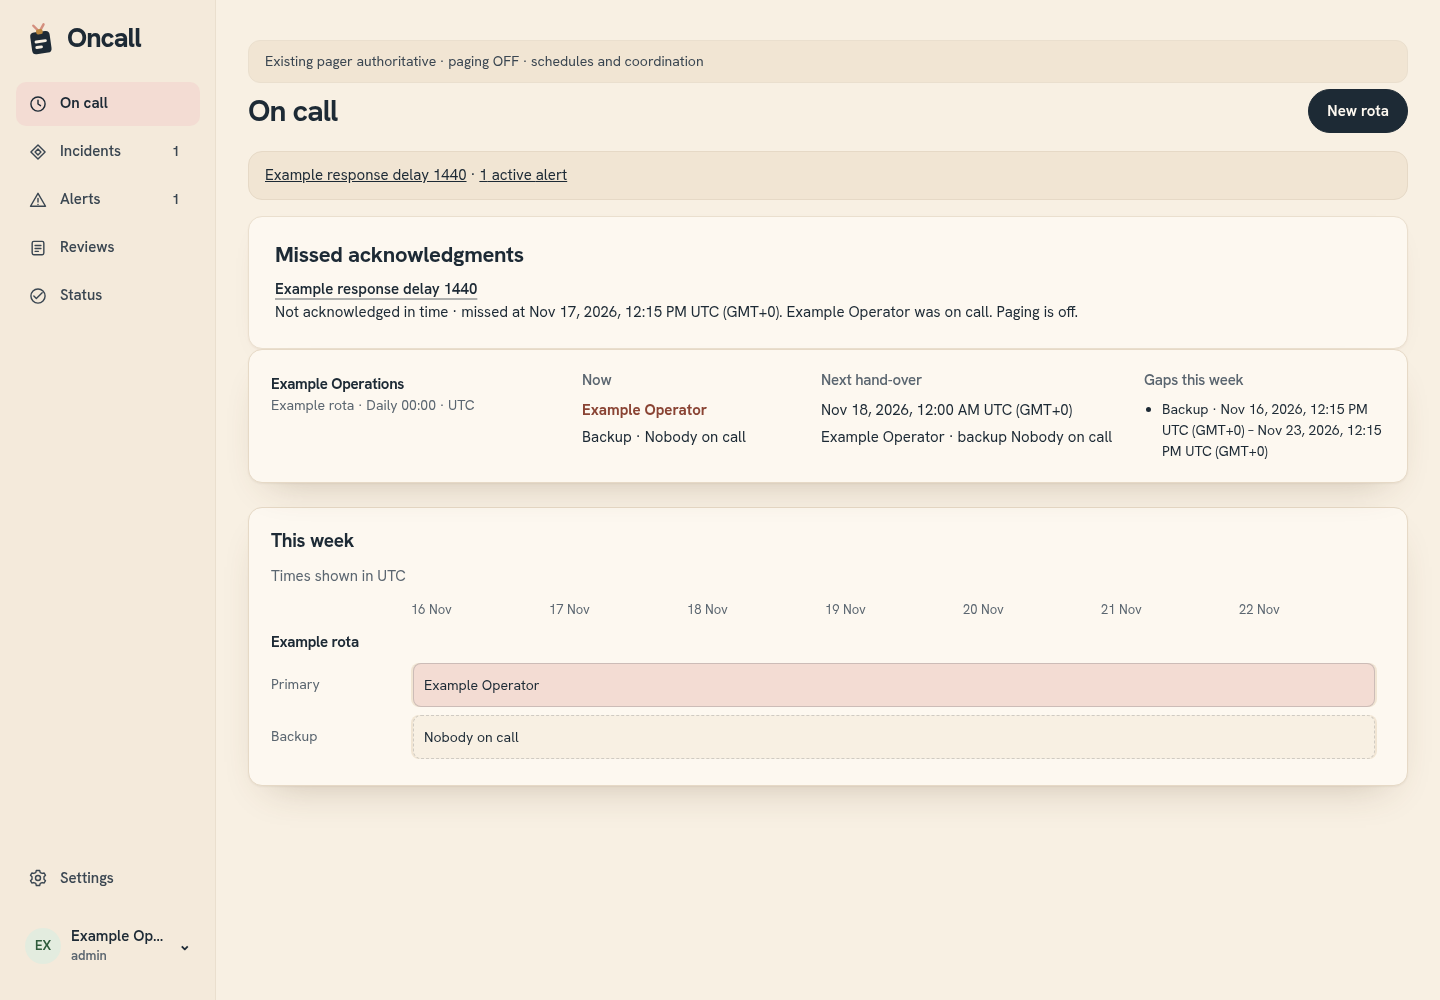 Oncall
On call
Incidents 1
Alerts 1
Reviews
Status
Settings
EX
Example Op...
admin
Existing pager authoritative · paging OFF · schedules and coordination
On call
New rota
Example response delay 1440 · 1 active alert
Missed acknowledgments
Example response delay 1440
Not acknowledged in time · missed at Nov 17, 2026, 12:15 PM UTC (GMT+0). Example Operator was on call. Paging is off.
Example Operations
Example rota · Daily 00:00 · UTC
Now
Example Operator
Backup · Nobody on call
Next hand-over
Nov 18, 2026, 12:00 AM UTC (GMT+0)
Example Operator · backup Nobody on call
Gaps this week
• Backup · Nov 16, 2026, 12:15 PM
UTC (GMT+0) – Nov 23, 2026, 12:15
PM UTC (GMT+0)
This week
Times shown in UTC
16 Nov 17 Nov 18 Nov 19 Nov 20 Nov 21 Nov 22 Nov
Example rota
Primary Example Operator
Backup Nobody on call